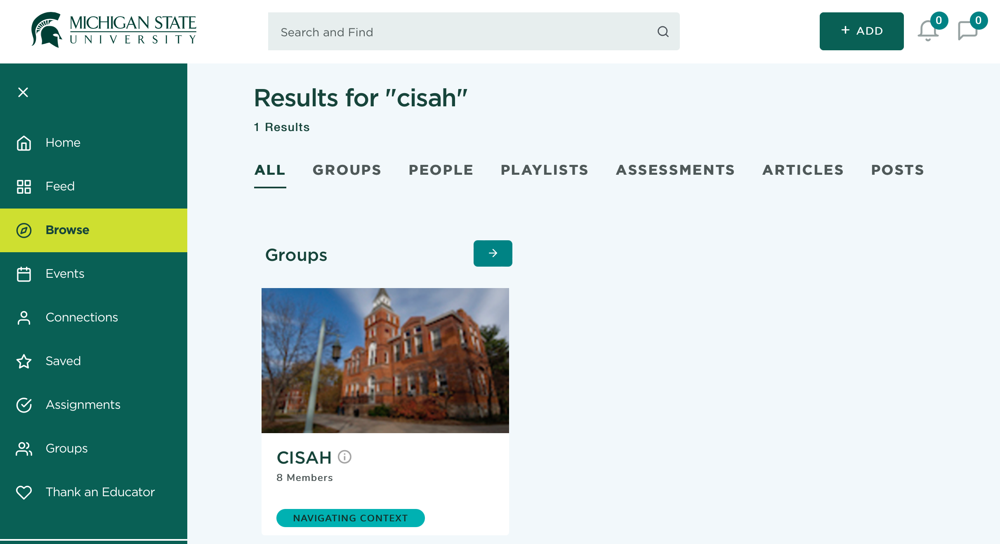 MICHIGAN STATE
UNIVERSITY
Search and Find
+ ADD
0
0
Home
Feed
Browse
Events
Connections
Saved
Assignments
Groups
Thank an Educator
Results for "cisah"
1 Results
ALL GROUPS PEOPLE PLAYLISTS ASSESSMENTS ARTICLES POSTS
Groups
CISAH
8 Members
NAVIGATING CONTEXT